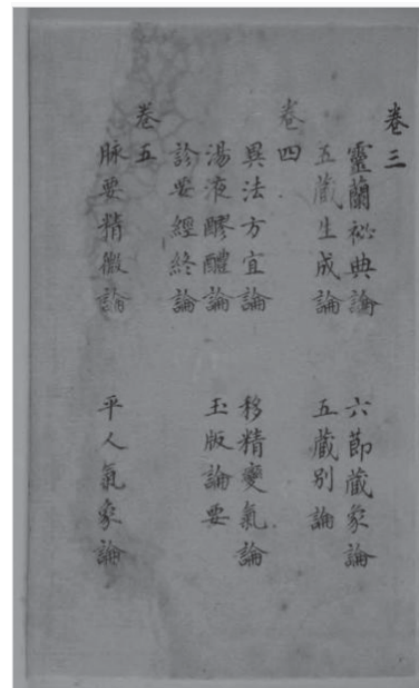 卷三
靈蘭祕典論 六節藏象論
五藏生成論 五藏別論
卷四
異法方宜論 移精變氣論
湯液醪醴論 玉版論要
診要經終論
卷五
脉要精微論 平人氣象論